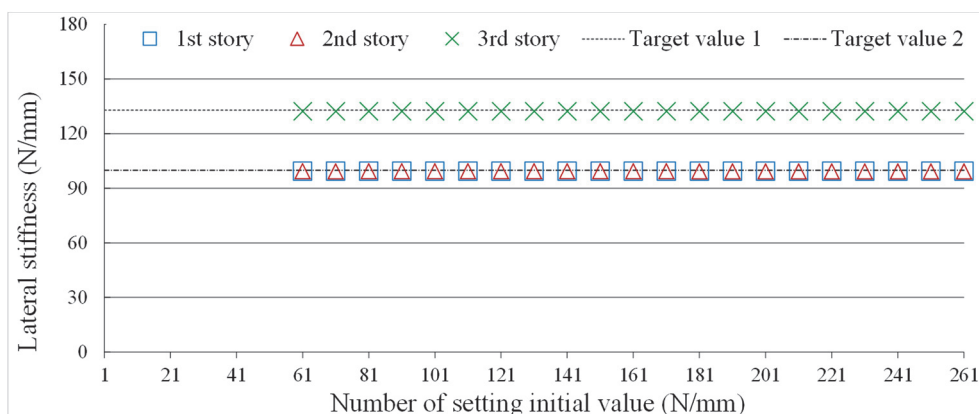 180
1st story 2nd story 3rd story Target value 1 Target value 2
150
120
90
60
30
0
Lateral stiffness (N/mm)
1 21 41 61 81 101 121 141 161 181 201 221 241 261
Number of setting initial value (N/mm)